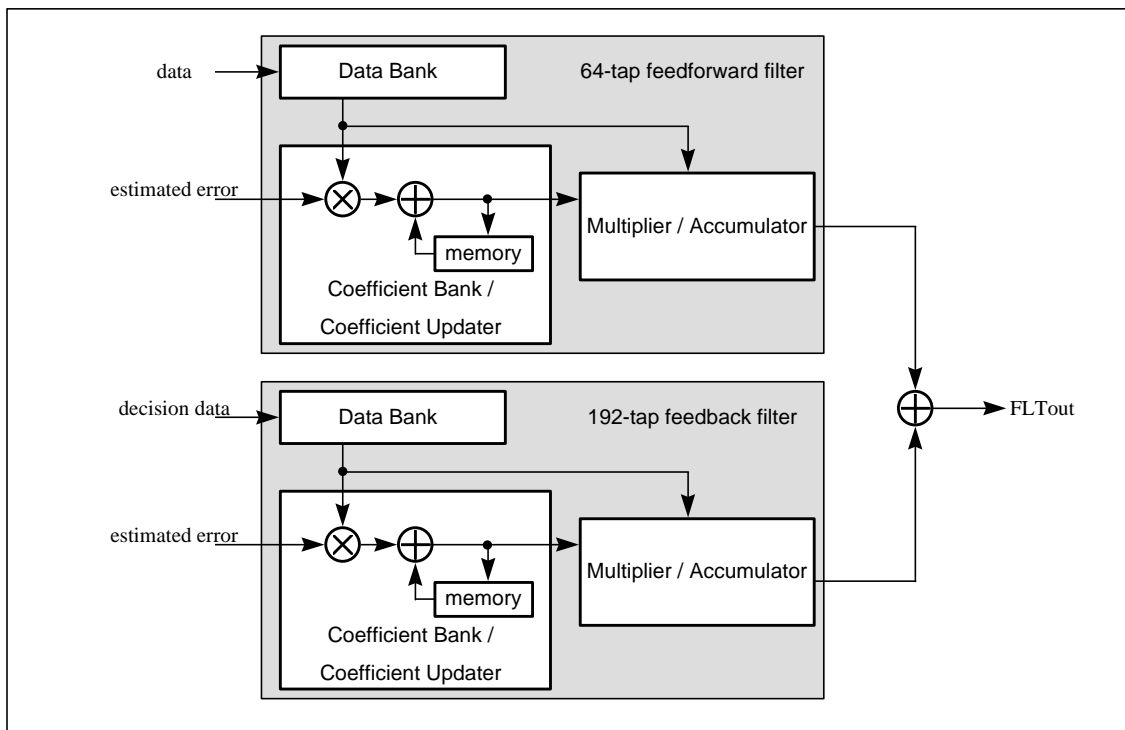 data
Data Bank
64-tap feedforward filter
estimated error
Multiplier / Accumulator
memory
Coefficient Bank /
Coefficient Updater
decision data
Data Bank
192-tap feedback filter
FLTout
estimated error
Multiplier / Accumulator
memory
Coefficient Bank /
Coefficient Updater